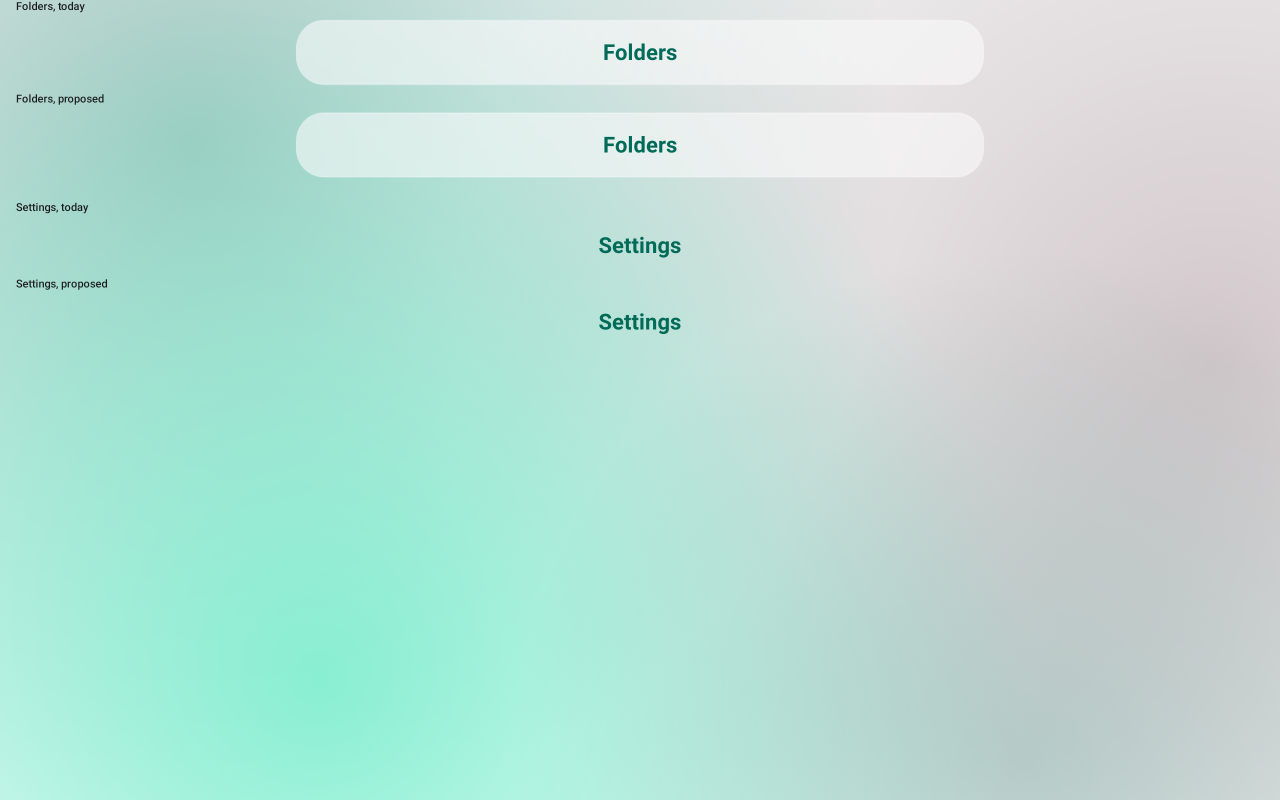 Folders, today
Folders
Folders, proposed
Folders
Settings, today
Settings
Settings, proposed
Settings